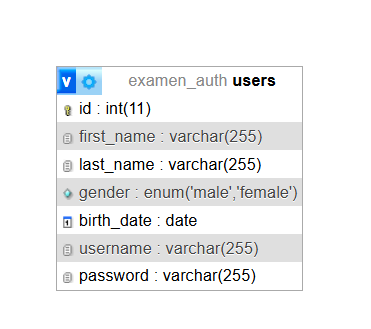 v examen_auth users
id : int(11)
first_name : varchar(255)
last_name : varchar(255)
gender : enum('male','female')
birth_date : date
username : varchar(255)
password : varchar(255)